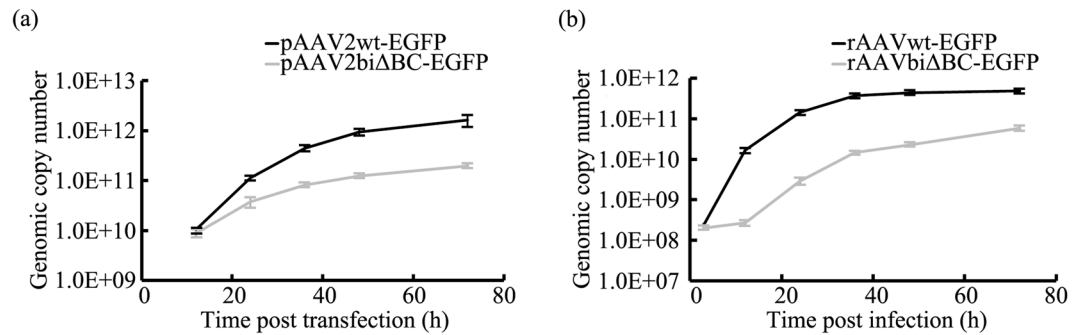 (a)
pAAV2wt-EGFP
pAAV2biΔBC-EGFP
Genomic copy number
1.0E+13
1.0E+12
1.0E+11
1.0E+10
1.0E+09
0 20 40 60 80
Time post transfection (h)
(b)
rAAVwt-EGFP
rAAVbiΔBC-EGFP
Genomic copy number
1.0E+12
1.0E+11
1.0E+10
1.0E+09
1.0E+08
1.0E+07
0 20 40 60 80
Time post infection (h)